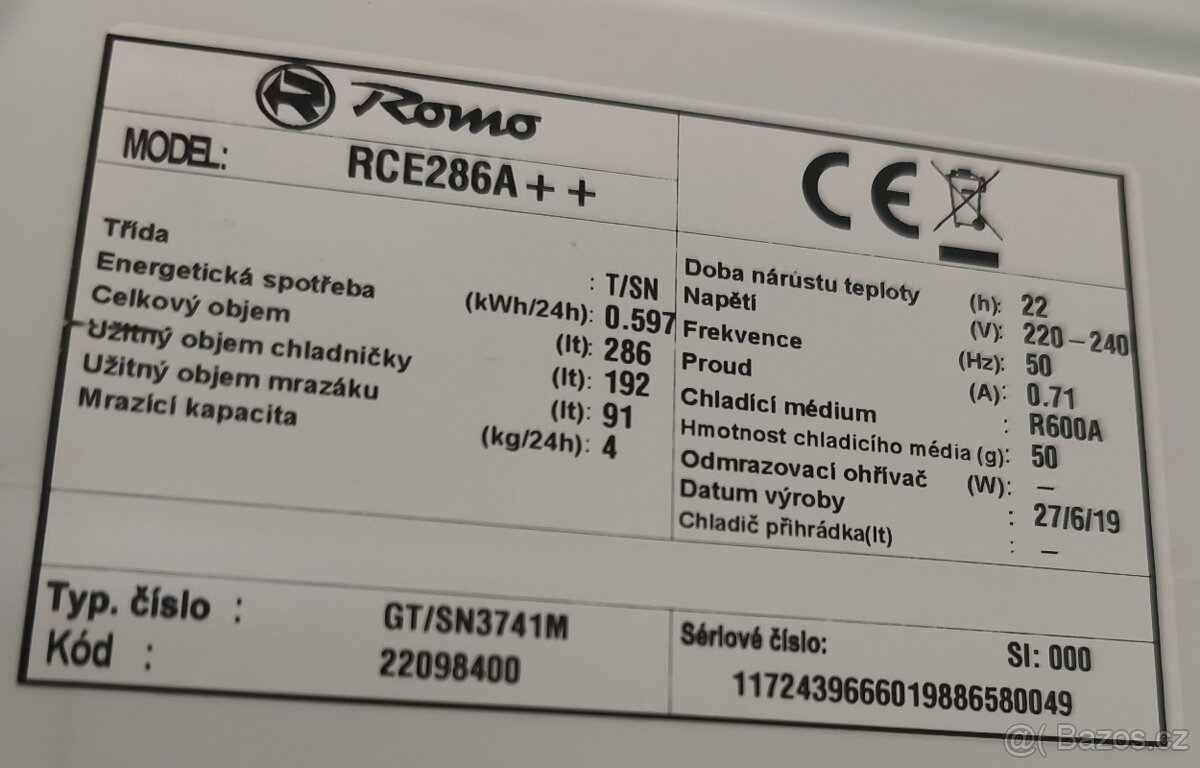 Romo
MODEL: RCE286A++
CE
Třída : T/SN
Energetická spotřeba (kWh/24h): 0.597
Celkový objem (lt): 286
Užitný objem chladničky (lt): 192
Užitný objem mrazáku (lt): 91
Mrazící kapacita (kg/24h): 4
Doba nárůstu teploty (h): 22
Napětí (V): 220-240
Frekvence (Hz): 50
Proud (A): 0.71
Chladící médium : R600A
Hmotnost chladicího média (g): 50
Odmrazovací ohřívač (W): –
Datum výroby : 27/6/19
Chladič přihrádka(lt) : –
Typ. číslo : GT/SN3741M
Kód : 22098400
Sériové číslo: SI: 000
1172439666019886580049
@( Bazos.cz